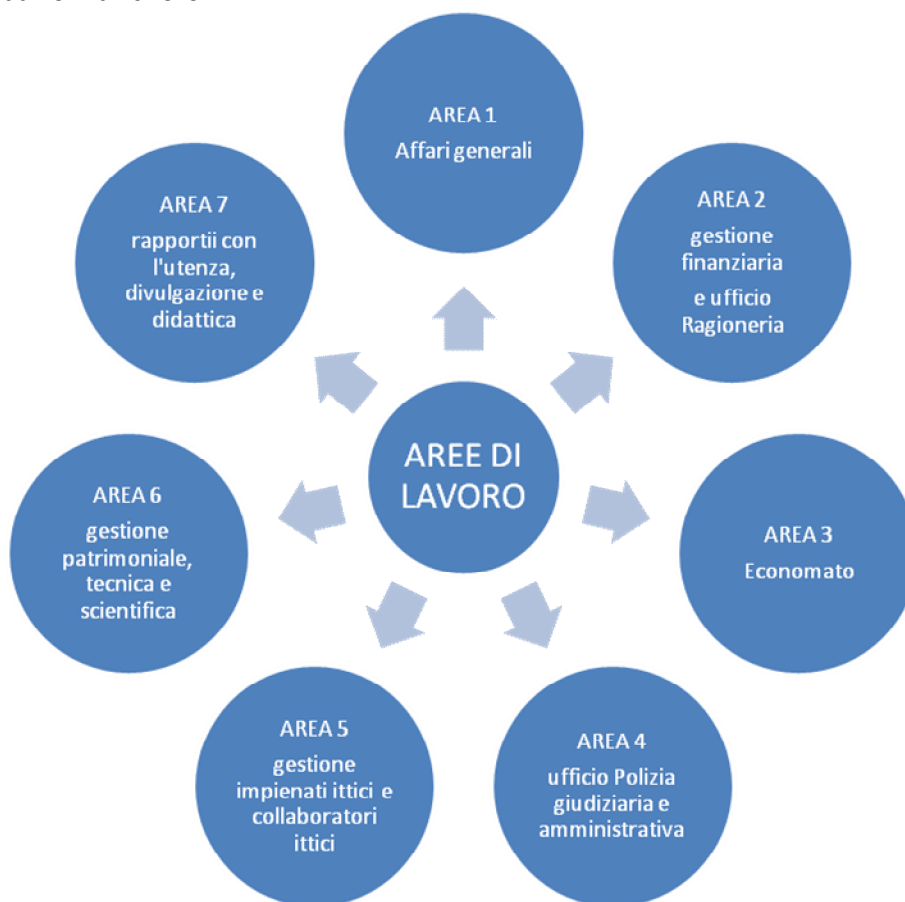 AREA 1
Affari generali
AREA 2
gestione
finanziaria
e ufficio
Ragioneria
AREA 3
Economato
AREA 4
ufficio Polizia
giudiziaria e
amministrativa
AREA 5
gestione
impienati ittici e
collaboratori
ittici
AREA 6
gestione
patrimoniale,
tecnica e
scientifica
AREA 7
rapportii con
l'utenza,
divulgazione e
didattica
AREE DI
LAVORO